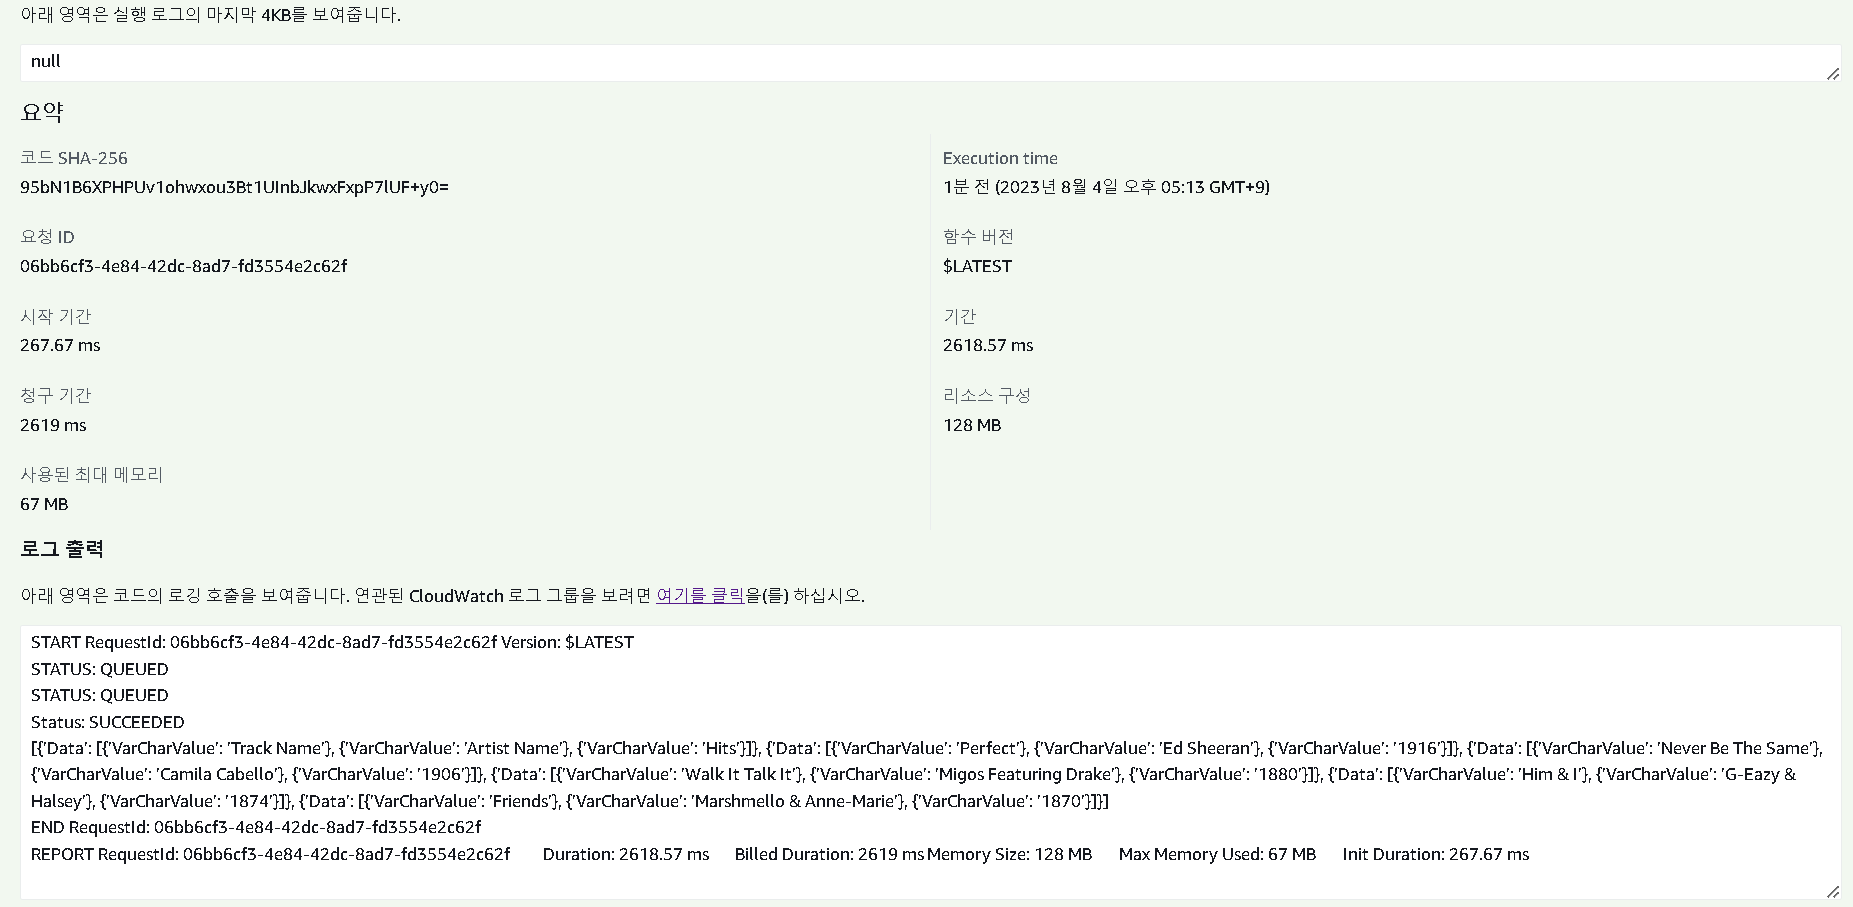 아래 영역은 실행 로그의 마지막 4KB를 보여줍니다.
null
요약
코드 SHA-256
95bN1B6XPHPUv1ohwxou3Bt1UInbJkwxFxpP7lUF+y0=
Execution time
1분 전 (2023년 8월 4일 오후 05:13 GMT+9)
요청 ID
06bb6cf3-4e84-42dc-8ad7-fd3554e2c62f
함수 버전
$LATEST
시작 기간
267.67 ms
기간
2618.57 ms
청구 기간
2619 ms
리소스 구성
128 MB
사용된 최대 메모리
67 MB
로그 출력
아래 영역은 코드의 로깅 호출을 보여줍니다. 연관된 CloudWatch 로그 그룹을 보려면 여기를 클릭을(를) 하십시오.
START RequestId: 06bb6cf3-4e84-42dc-8ad7-fd3554e2c62f Version: $LATEST
STATUS: QUEUED
STATUS: QUEUED
Status: SUCCEEDED
[{'Data': [{'VarCharValue': 'Track Name'}, {'VarCharValue': 'Artist Name'}, {'VarCharValue': 'Hits'}]}, {'Data': [{'VarCharValue': 'Perfect'}, {'VarCharValue': 'Ed Sheeran'}, {'VarCharValue': '1916'}]}, {'Data': [{'VarCharValue': 'Never Be The Same'},
{'VarCharValue': 'Camila Cabello'}, {'VarCharValue': '1906'}]}, {'Data': [{'VarCharValue': 'Walk It Talk It'}, {'VarCharValue': 'Migos Featuring Drake'}, {'VarCharValue': '1880'}]}, {'Data': [{'VarCharValue': 'Him & I'}, {'VarCharValue': 'G-Eazy &
Halsey'}, {'VarCharValue': '1874'}]}, {'Data': [{'VarCharValue': 'Friends'}, {'VarCharValue': 'Marshmello & Anne-Marie'}, {'VarCharValue': '1870'}]}]
END RequestId: 06bb6cf3-4e84-42dc-8ad7-fd3554e2c62f
REPORT RequestId: 06bb6cf3-4e84-42dc-8ad7-fd3554e2c62f Duration: 2618.57 ms Billed Duration: 2619 ms Memory Size: 128 MB Max Memory Used: 67 MB Init Duration: 267.67 ms